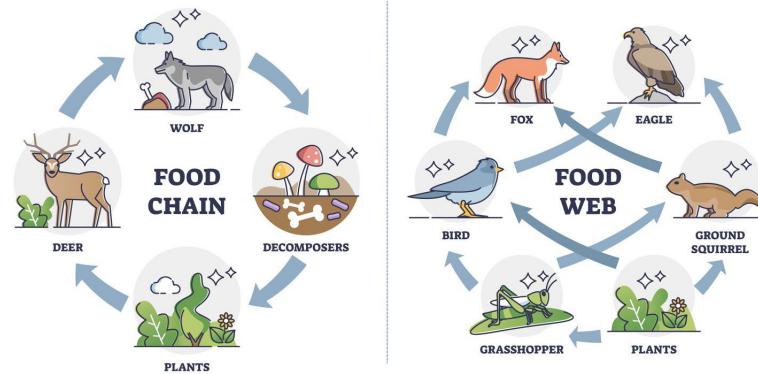 WOLF
FOOD
CHAIN
DEER
DECOMPOSERS
PLANTS
FOX
EAGLE
FOOD
WEB
BIRD
GROUND
SQUIRREL
GRASSHOPPER
PLANTS